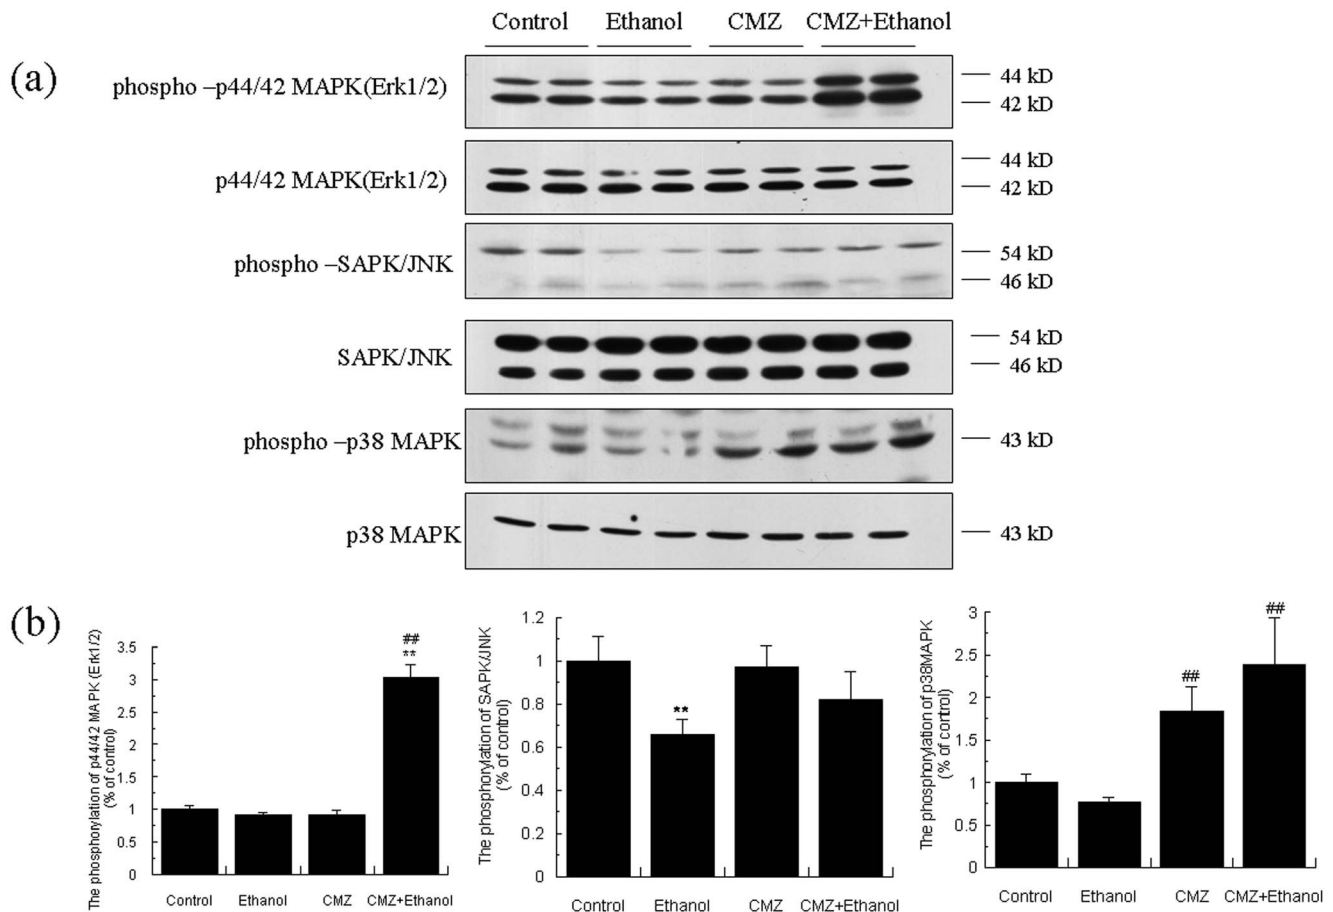 Control Ethanol CMZ CMZ+Ethanol
(a)
phospho –p44/42 MAPK(Erk1/2)
44 kD
42 kD
p44/42 MAPK(Erk1/2)
44 kD
42 kD
phospho –SAPK/JNK
54 kD
46 kD
SAPK/JNK
54 kD
46 kD
phospho –p38 MAPK
43 kD
p38 MAPK
43 kD
(b)
The phosphorylation of p44/42 MAPK (Erk1/2)
(% of control)
3.5
3
2.5
2
1.5
1
0.5
0
##
**
Control Ethanol CMZ CMZ+Ethanol
The phosphorylation of SAPK/JNK
(% of control)
1.2
1
0.8
0.6
0.4
0.2
0
**
Control Ethanol CMZ CMZ+Ethanol
The phosphorylation of p38MAPK
(% of control)
3
2.5
2
1.5
1
0.5
0
##
##
Control Ethanol CMZ CMZ+Ethanol